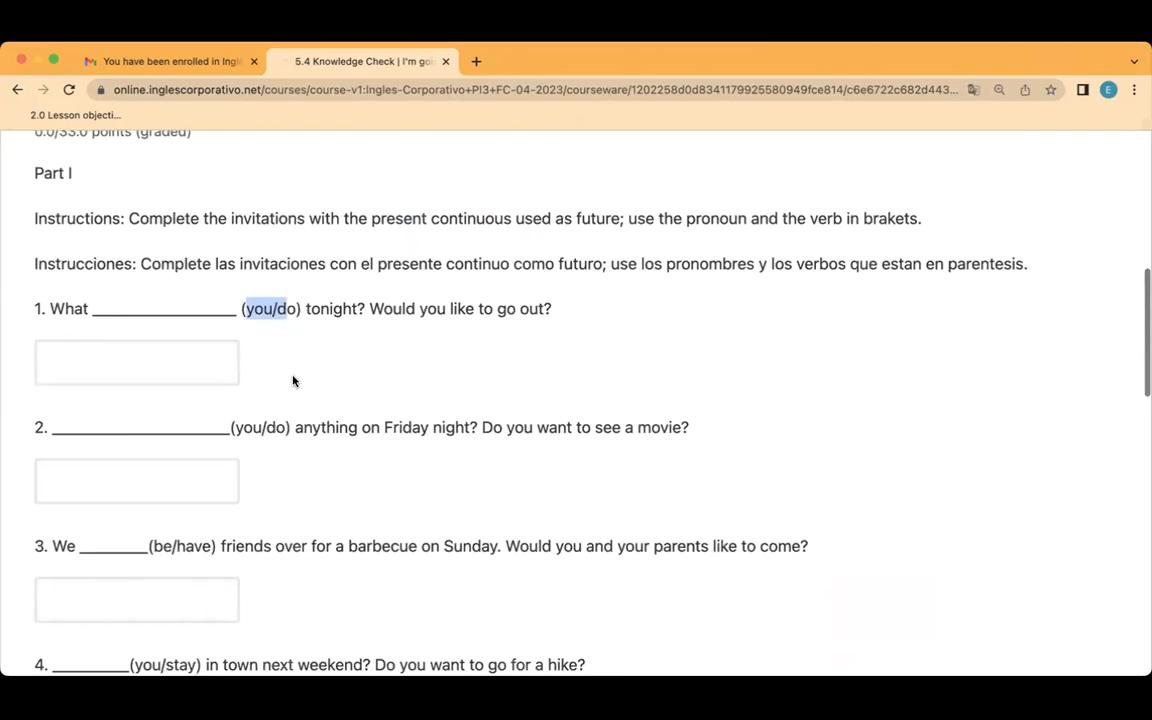 You have been enrolled in Ingl
5.4 Knowledge Check | I'm goi
online.inglescorporativo.net/courses/course-v1:Ingles-Corporativo+PI3+FC-04-2023/courseware/1202258d0d8341179925580949fce814/c6e6722c682d443...
E
2.0 Lesson objecti...
0.0/33.0 points (graded)
Part I
Instructions: Complete the invitations with the present continuous used as future; use the pronoun and the verb in brakets.
Instrucciones: Complete las invitaciones con el presente continuo como futuro; use los pronombres y los verbos que estan en parentesis.
1. What _________________ (you/do) tonight? Would you like to go out?
2. _____________________(you/do) anything on Friday night? Do you want to see a movie?
3. We ________(be/have) friends over for a barbecue on Sunday. Would you and your parents like to come?
4. _________(you/stay) in town next weekend? Do you want to go for a hike?